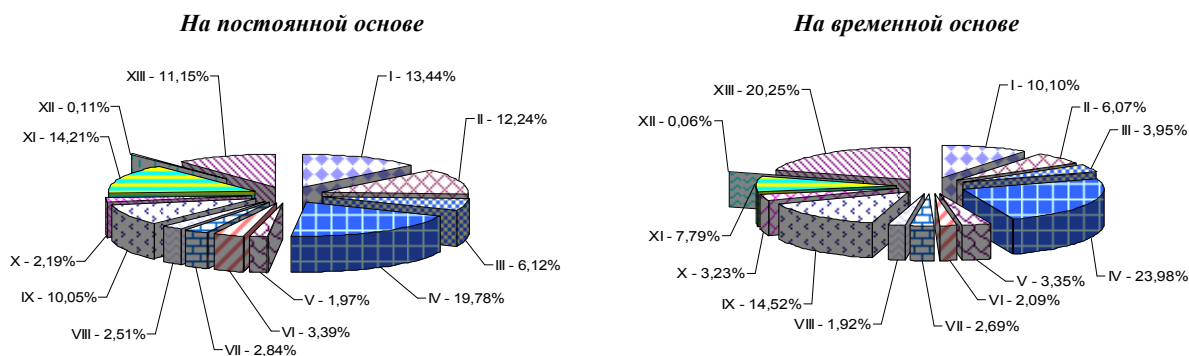 На постоянной основе
I - 13,44%
II - 12,24%
III - 6,12%
IV - 19,78%
V - 1,97%
VI - 3,39%
VII - 2,84%
VIII - 2,51%
IX - 10,05%
X - 2,19%
XI - 14,21%
XII - 0,11%
XIII - 11,15%
На временной основе
I - 10,10%
II - 6,07%
III - 3,95%
IV - 23,98%
V - 3,35%
VI - 2,09%
VII - 2,69%
VIII - 1,92%
IX - 14,52%
X - 3,23%
XI - 7,79%
XII - 0,06%
XIII - 20,25%